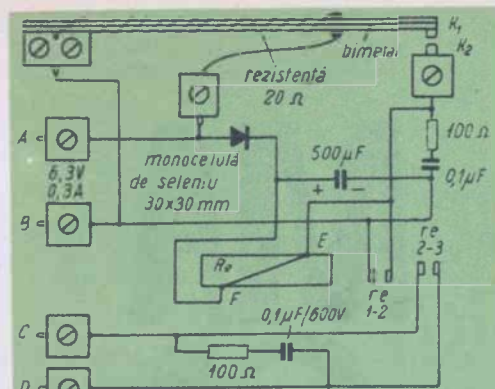 K1
bimetal
K2
rezistență
20 Ω
A
100 Ω
6,3V
0,3A
monocelulă
de seleniu
30x30 mm
500µF
+ −
0,1µF
B
E
re
2-3
Re
F
re
1-2
0,1µF/600V
C
100 Ω
D